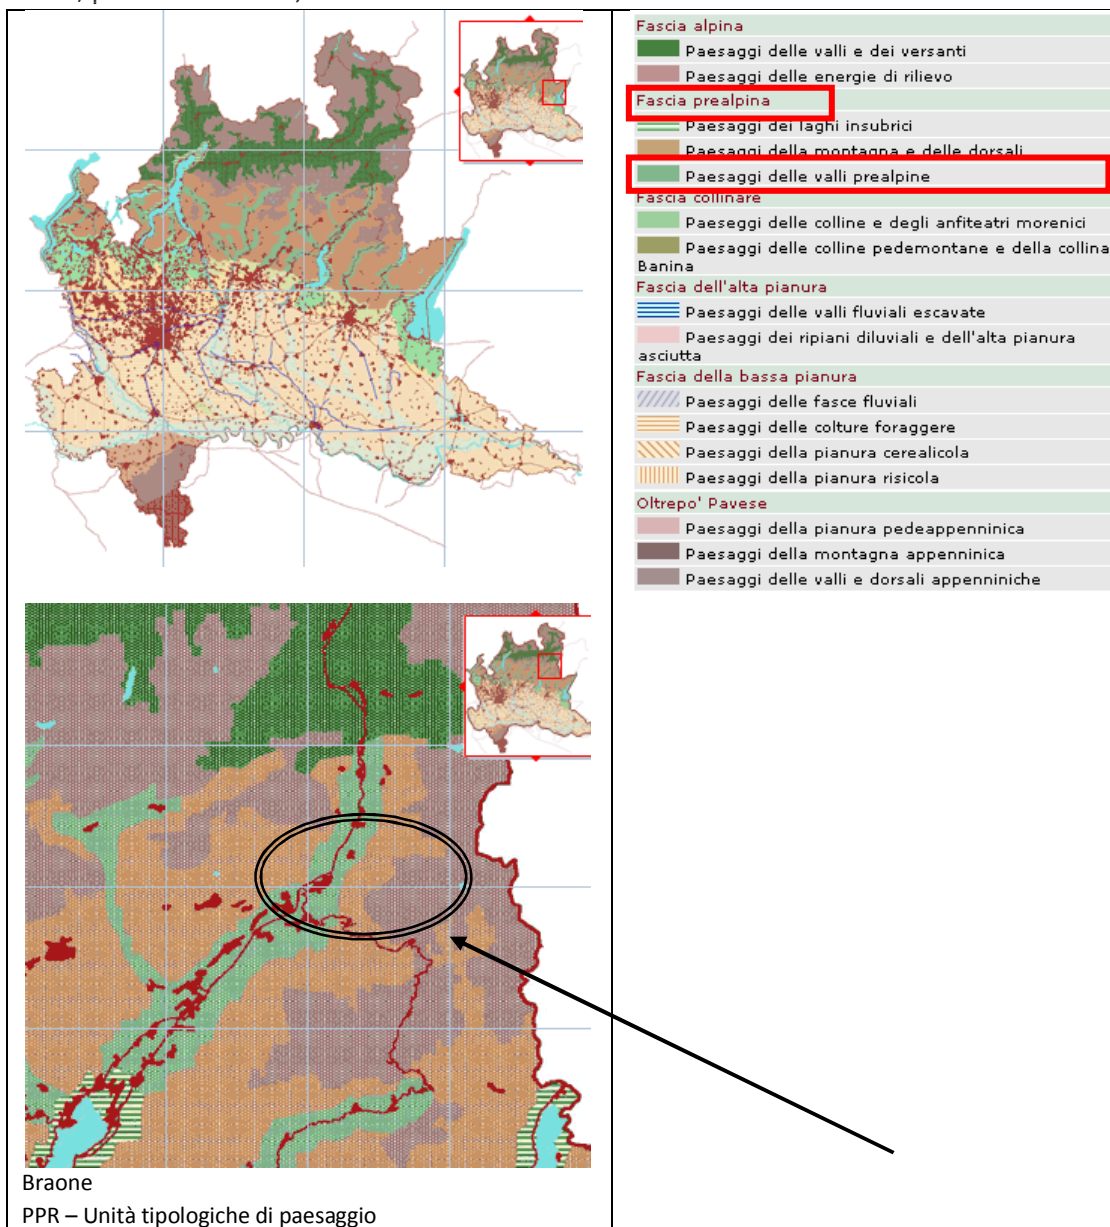 Fascia alpina
Paesaggi delle valli e dei versanti
Paesaggi delle energie di rilievo
Fascia prealpina
Paesaggi dei laghi insubrici
Paesaggi della montagna e delle dorsali
Paesaggi delle valli prealpine
Fascia collinare
Paeseggi delle colline e degli anfiteatri morenici
Paesaggi delle colline pedemontane e della collina
Banina
Fascia dell'alta pianura
Paesaggi delle valli fluviali escavate
Paesaggi dei ripiani diluviali e dell'alta pianura
asciutta
Fascia della bassa pianura
Paesaggi delle fasce fluviali
Paesaggi delle colture foraggere
Paesaggi della pianura cerealicola
Paesaggi della pianura risicola
Oltrepo' Pavese
Paesaggi della pianura pedeappenninica
Paesaggi della montagna appenninica
Paesaggi delle valli e dorsali appenniniche
Braone
PPR – Unità tipologiche di paesaggio